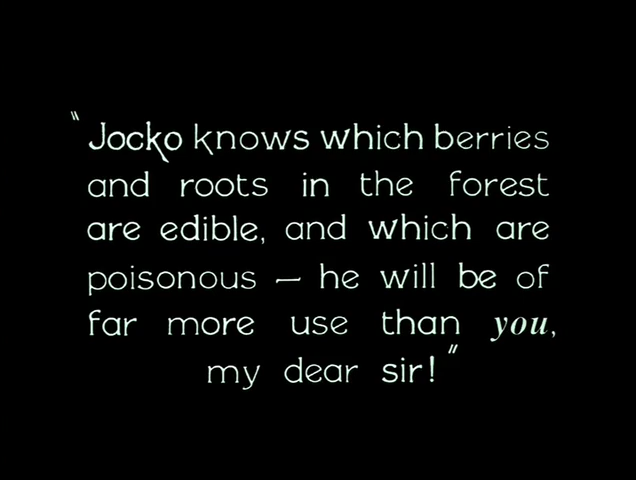 "Jocko knows which berries
and roots in the forest
are edible, and which are
poisonous — he will be of
far more use than you,
my dear sir!"